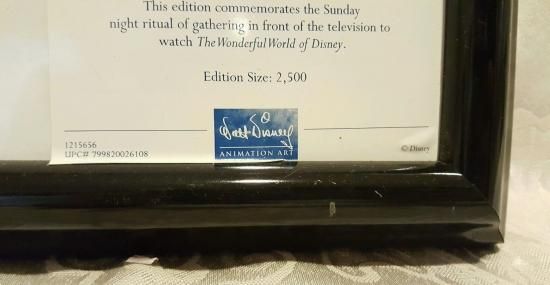 This edition commemorates the Sunday
night ritual of gathering in front of the television to
watch The Wonderful World of Disney.
Edition Size: 2,500
Walt Disney
ANIMATION ART
1215656
UPC# 799820026108
© Disney